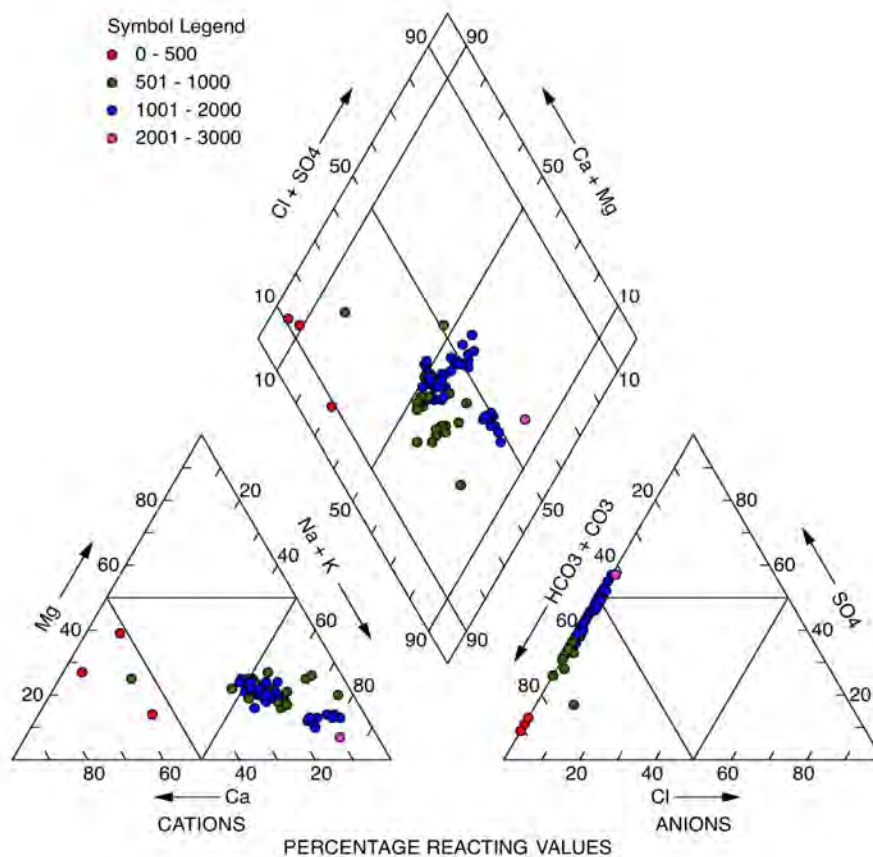 Symbol Legend
0 - 500
501 - 1000
1001 - 2000
2001 - 3000
90
90
Cl + SO4
Ca + Mg
50
50
10
10
10
10
50
50
90
90
Mg
Na + K
80
60
40
20
20
40
60
80
80
60
40
20
Ca
CATIONS
HCO3 + CO3
SO4
20
40
60
80
80
60
40
20
20
40
60
80
Cl
ANIONS
PERCENTAGE REACTING VALUES